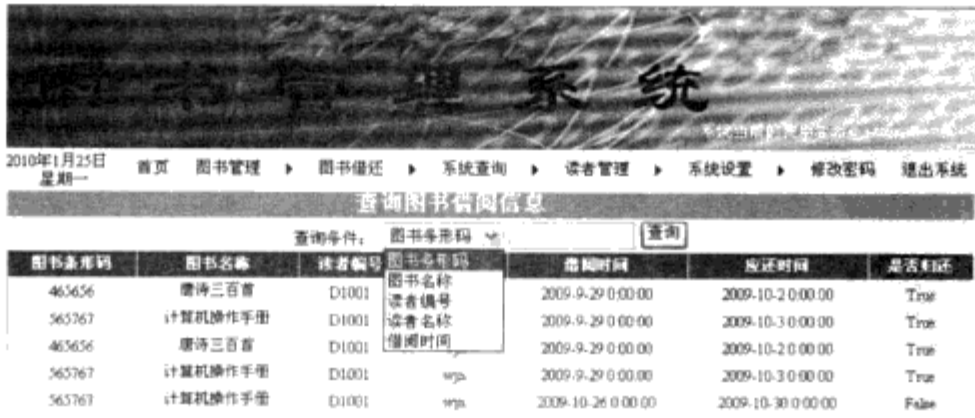 管理系统
2010年1月25日
星期一
首页 图书管理 图书借还 系统查询 读者管理 系统设置 修改密码 退出系统
查询图书借阅信息
查询条件： 图书条形码 查询
图书条形码 图书名称 读者编号 借阅时间 应还时间 是否归还
图书条形码
图书名称
读者编号
读者名称
借阅时间
465656 唐诗三百首 D1001 2009-9-29 0:00:00 2009-10-2 0:00:00 True
565767 计算机操作手册 D1001 2009-9-29 0:00:00 2009-10-3 0:00:00 True
465656 唐诗三百首 D1001 2009-9-29 0:00:00 2009-10-2 0:00:00 True
565767 计算机操作手册 D1001 wjn 2009-9-29 0:00:00 2009-10-3 0:00:00 True
565767 计算机操作手册 D1001 wjn 2009-10-26 0:00:00 2009-10-30 0:00:00 False